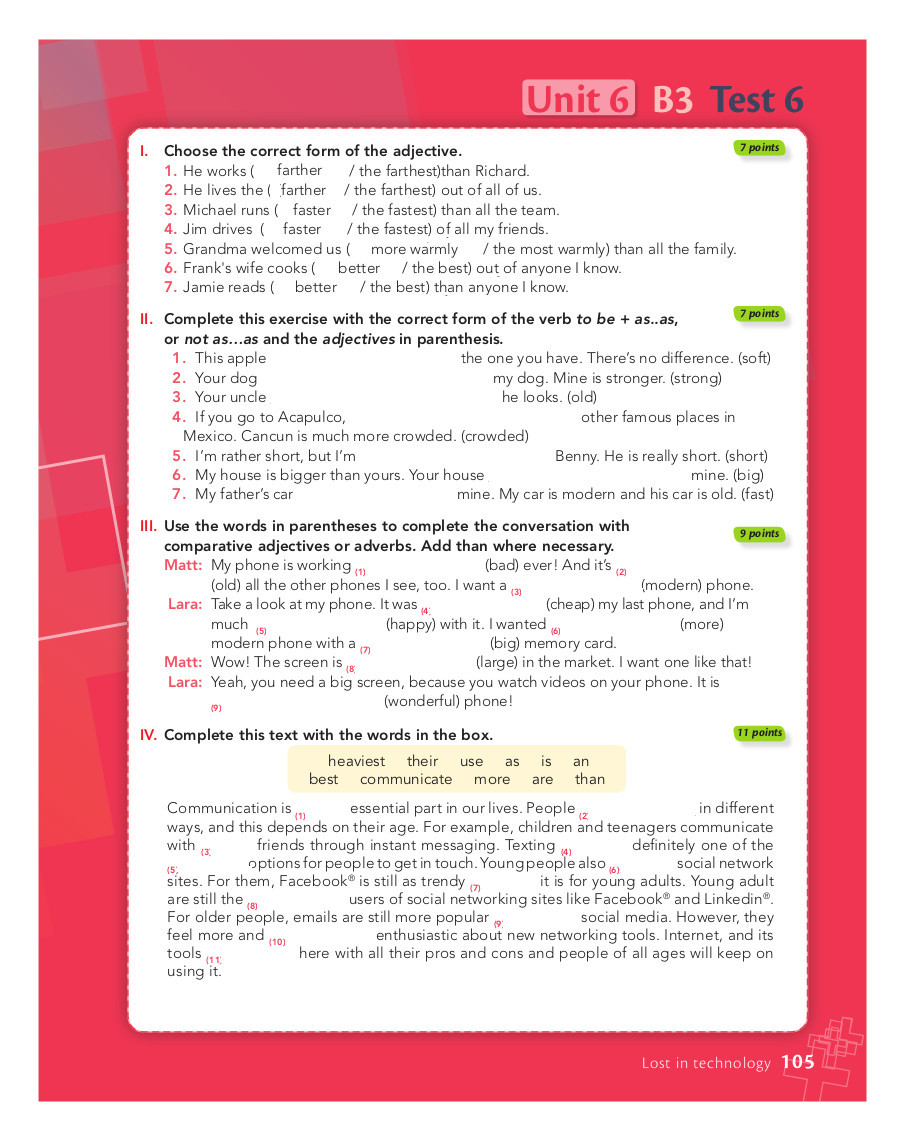 Unit 6 B3 Test 6
I. Choose the correct form of the adjective. 7 points
1. He works ( farther / the farthest)than Richard.
2. He lives the ( farther / the farthest) out of all of us.
3. Michael runs ( faster / the fastest) than all the team.
4. Jim drives ( faster / the fastest) of all my friends.
5. Grandma welcomed us ( more warmly / the most warmly) than all the family.
6. Frank's wife cooks ( better / the best) out of anyone I know.
7. Jamie reads ( better / the best) than anyone I know.
II. Complete this exercise with the correct form of the verb to be + as..as, 7 points
or not as...as and the adjectives in parenthesis.
1. This apple the one you have. There's no difference. (soft)
2. Your dog my dog. Mine is stronger. (strong)
3. Your uncle he looks. (old)
4. If you go to Acapulco, other famous places in
Mexico. Cancun is much more crowded. (crowded)
5. I'm rather short, but I'm Benny. He is really short. (short)
6. My house is bigger than yours. Your house mine. (big)
7. My father's car mine. My car is modern and his car is old. (fast)
III. Use the words in parentheses to complete the conversation with 9 points
comparative adjectives or adverbs. Add than where necessary.
Matt: My phone is working (1) (bad) ever! And it's (2)
(old) all the other phones I see, too. I want a (3) (modern) phone.
Lara: Take a look at my phone. It was (4) (cheap) my last phone, and I'm
much (5) (happy) with it. I wanted (6) (more)
modern phone with a (7) (big) memory card.
Matt: Wow! The screen is (8) (large) in the market. I want one like that!
Lara: Yeah, you need a big screen, because you watch videos on your phone. It is
(9) (wonderful) phone!
IV. Complete this text with the words in the box. 11 points
heaviest their use as is an
best communicate more are than
Communication is (1) essential part in our lives. People (2) in different
ways, and this depends on their age. For example, children and teenagers communicate
with (3) friends through instant messaging. Texting (4) definitely one of the
(5) options for people to get in touch. Young people also (6) social network
sites. For them, Facebook® is still as trendy (7) it is for young adults. Young adult
are still the (8) users of social networking sites like Facebook® and Linkedin®.
For older people, emails are still more popular (9) social media. However, they
feel more and (10) enthusiastic about new networking tools. Internet, and its
tools (11) here with all their pros and cons and people of all ages will keep on
using it.
Lost in technology 105